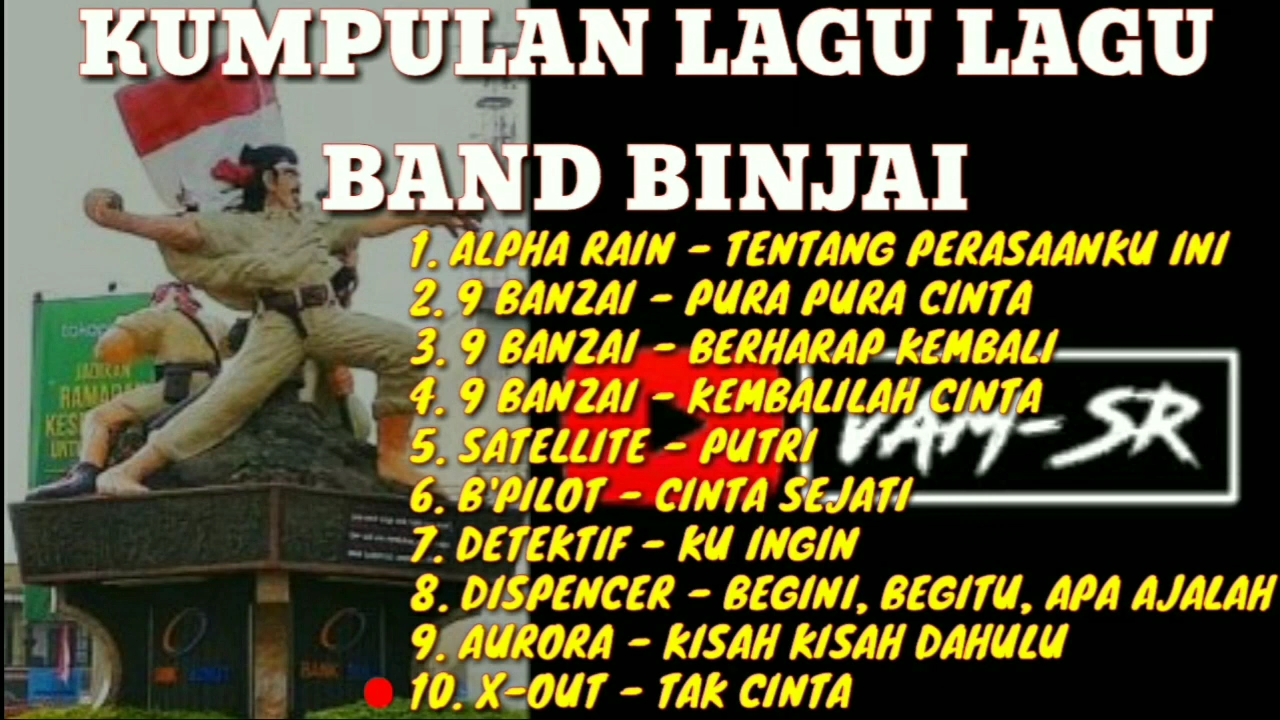 KUMPULAN LAGU LAGU
BAND BINJAI
1. ALPHA RAIN - TENTANG PERASAANKU INI
2. 9 BANZAI - PURA PURA CINTA
3. 9 BANZAI - BERHARAP KEMBALI
4. 9 BANZAI - KEMBALILAH CINTA
5. SATELLITE - PUTRI
6. B'PILOT - CINTA SEJATI
7. DETEKTIF - KU INGIN
8. DISPENCER - BEGINI, BEGITU, APA AJALAH
9. AURORA - KISAH KISAH DAHULU
10. X-OUT - TAK CINTA
VAM-SR
JADIKAN
BANK